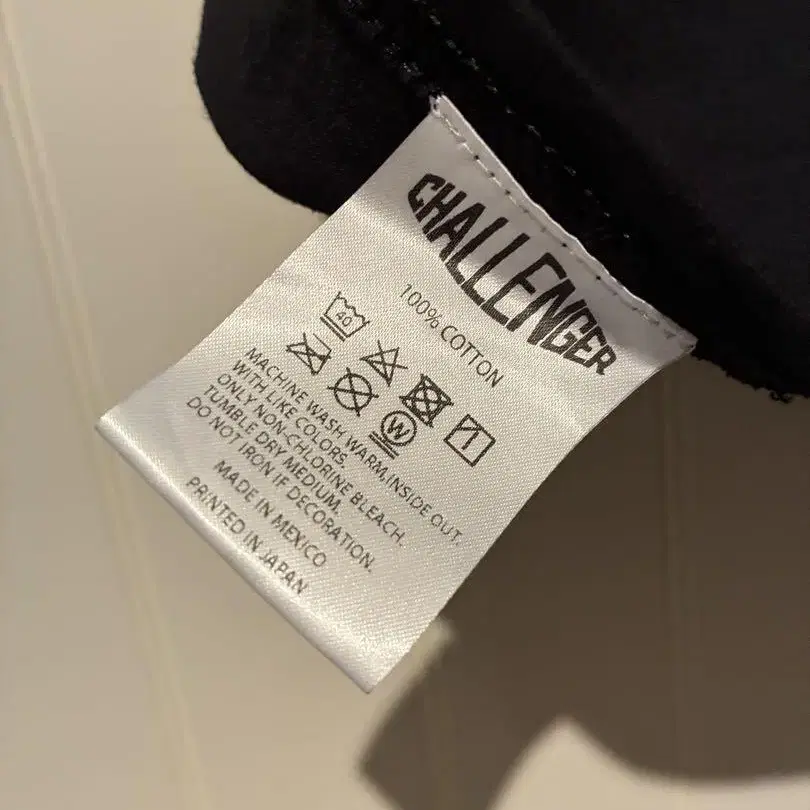 CHALLENGER
100% COTTON
40
W
MACHINE WASH WARM, INSIDE OUT.
WITH LIKE COLORS.
ONLY NON-CHLORINE BLEACH.
TUMBLE DRY MEDIUM.
DO NOT IRON IF DECORATION.
MADE IN MEXICO
PRINTED IN JAPAN